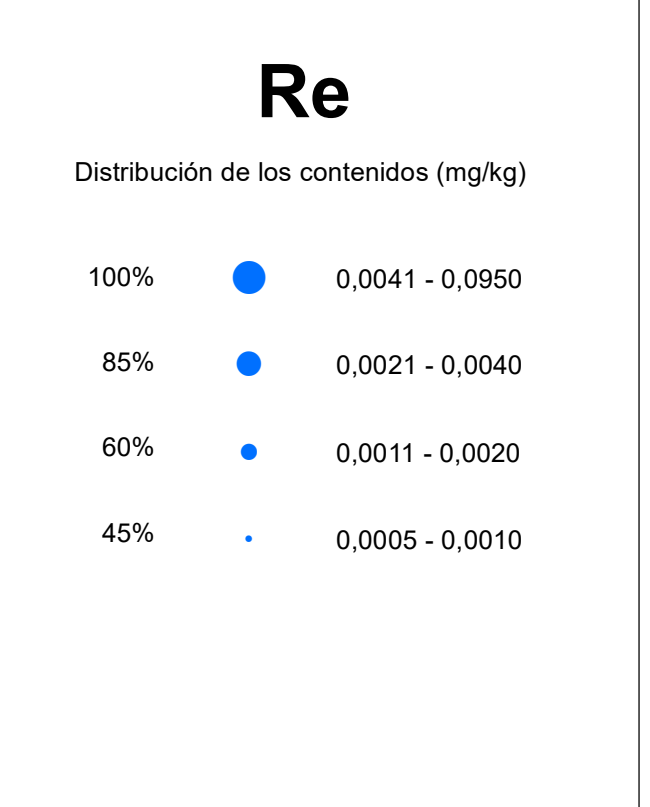 Re
Distribución de los contenidos (mg/kg)
100% 0,0041 - 0,0950
85% 0,0021 - 0,0040
60% 0,0011 - 0,0020
45% 0,0005 - 0,0010